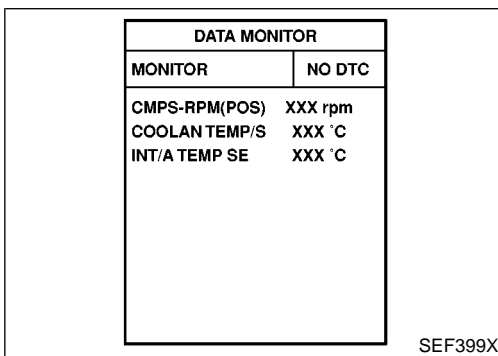 DATA MONITOR
MONITOR NO DTC
CMPS-RPM(POS) XXX rpm
COOLAN TEMP/S XXX °C
INT/A TEMP SE XXX °C
SEF399X